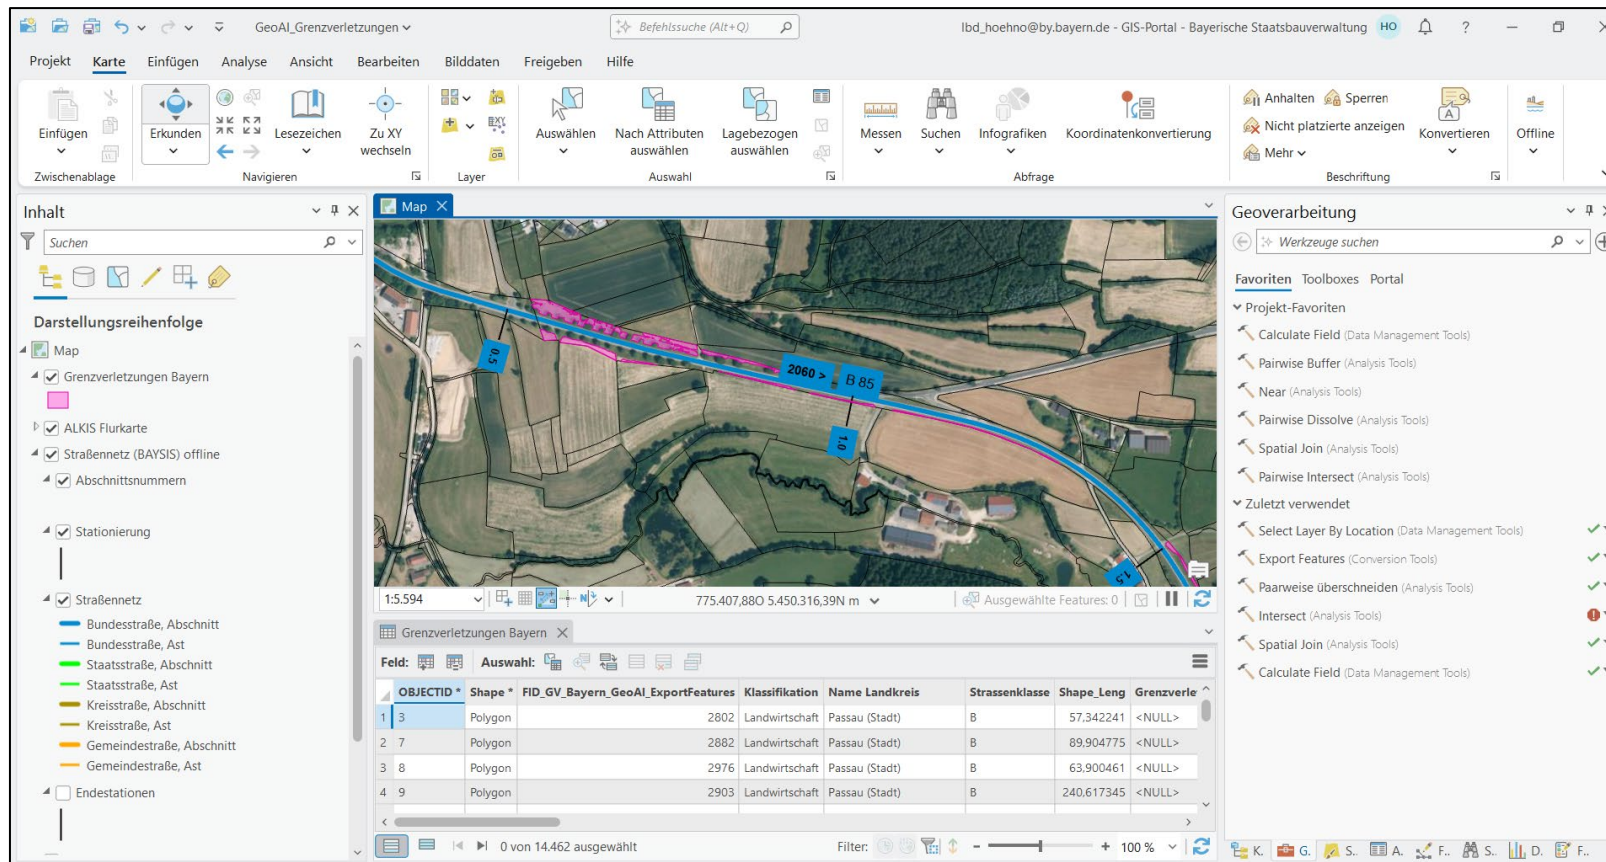 GeoAI_Grenzverletzungen
Befehlssuche (Alt+Q)
lbd_hoehno@by.bayern.de - GIS-Portal - Bayerische Staatsbauverwaltung HO ?
Projekt Karte Einfügen Analyse Ansicht Bearbeiten Bilddaten Freigeben Hilfe
Einfügen
Zwischenablage
Erkunden
Lesezeichen
Zu XY wechseln
Navigieren
Layer
Auswählen
Nach Attributen auswählen
Lagebezogen auswählen
Auswahl
Messen
Suchen
Infografiken
Koordinatenkonvertierung
Abfrage
Anhalten Sperren
Nicht platzierte anzeigen
Mehr
Konvertieren
Beschriftung
Offline
Inhalt
Suchen
Darstellungsreihenfolge
Map
Grenzverletzungen Bayern
ALKIS Flurkarte
Straßennetz (BAYSIS) offline
Abschnittsnummern
Stationierung
Straßennetz
Bundesstraße, Abschnitt
Bundesstraße, Ast
Staatsstraße, Abschnitt
Staatsstraße, Ast
Kreisstraße, Abschnitt
Kreisstraße, Ast
Gemeindestraße, Abschnitt
Gemeindestraße, Ast
Endestationen
Map
0.5
2060 > B 85
1.0
1.5
1:5.594
775.407,88O 5.450.316,39N m
Ausgewählte Features: 0
Grenzverletzungen Bayern
Feld: Auswahl:
OBJECTID * Shape * FID_GV_Bayern_GeoAI_ExportFeatures Klassifikation Name Landkreis Strassenklasse Shape_Leng Grenzverle
1 3 Polygon 2802 Landwirtschaft Passau (Stadt) B 57,342241 <NULL>
2 7 Polygon 2882 Landwirtschaft Passau (Stadt) B 89,904775 <NULL>
3 8 Polygon 2976 Landwirtschaft Passau (Stadt) B 63,900461 <NULL>
4 9 Polygon 2903 Landwirtschaft Passau (Stadt) B 240,617345 <NULL>
0 von 14.462 ausgewählt
Filter:
100 %
Geoverarbeitung
Werkzeuge suchen
Favoriten Toolboxes Portal
Projekt-Favoriten
Calculate Field (Data Management Tools)
Pairwise Buffer (Analysis Tools)
Near (Analysis Tools)
Pairwise Dissolve (Analysis Tools)
Spatial Join (Analysis Tools)
Pairwise Intersect (Analysis Tools)
Zuletzt verwendet
Select Layer By Location (Data Management Tools)
Export Features (Conversion Tools)
Paarweise überschneiden (Analysis Tools)
Intersect (Analysis Tools)
Spatial Join (Analysis Tools)
Calculate Field (Data Management Tools)
K. G. S.. A.. F.. S.. D. F..